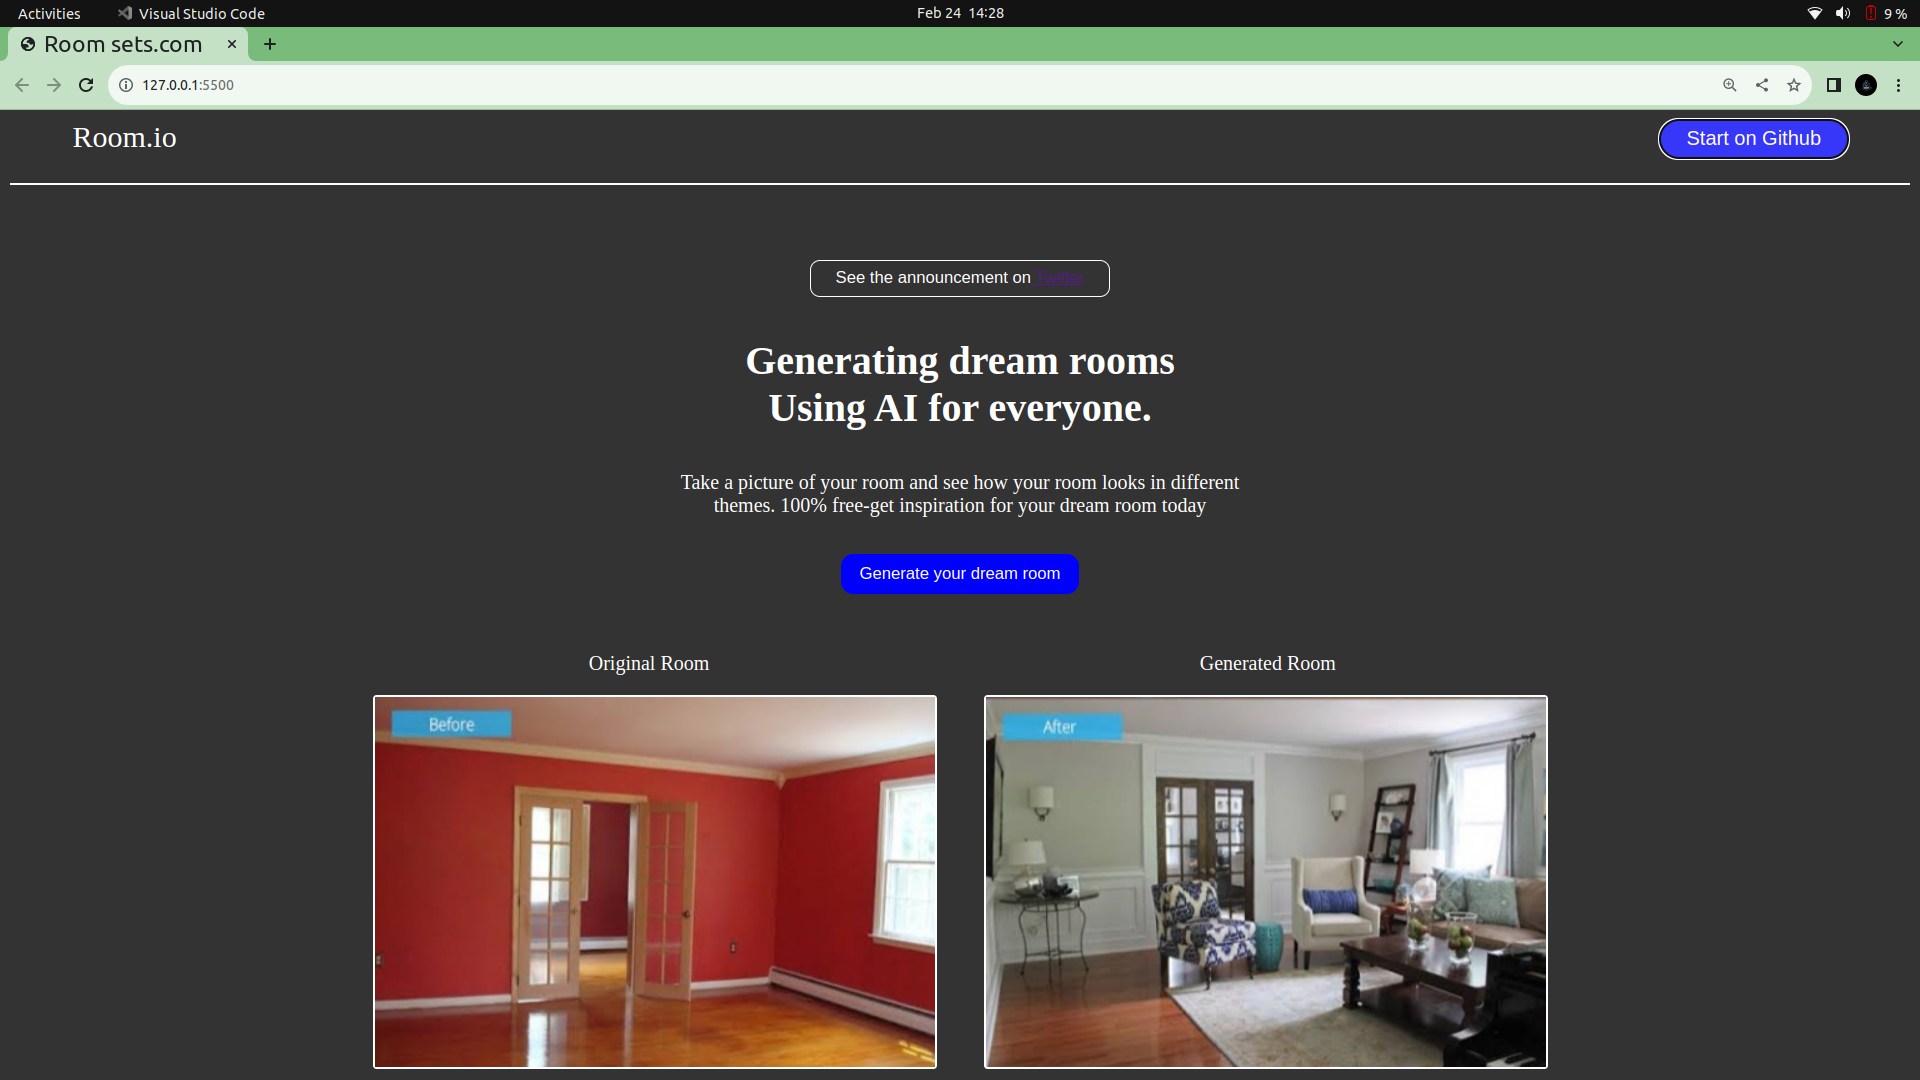 Activities
Visual Studio Code
Feb 24 14:28
9 %
Room sets.com
127.0.0.1:5500
Room.io
Start on Github
See the announcement on Twitter
Generating dream rooms
Using AI for everyone.
Take a picture of your room and see how your room looks in different
themes. 100% free-get inspiration for your dream room today
Generate your dream room
Original Room
Generated Room
Before
After